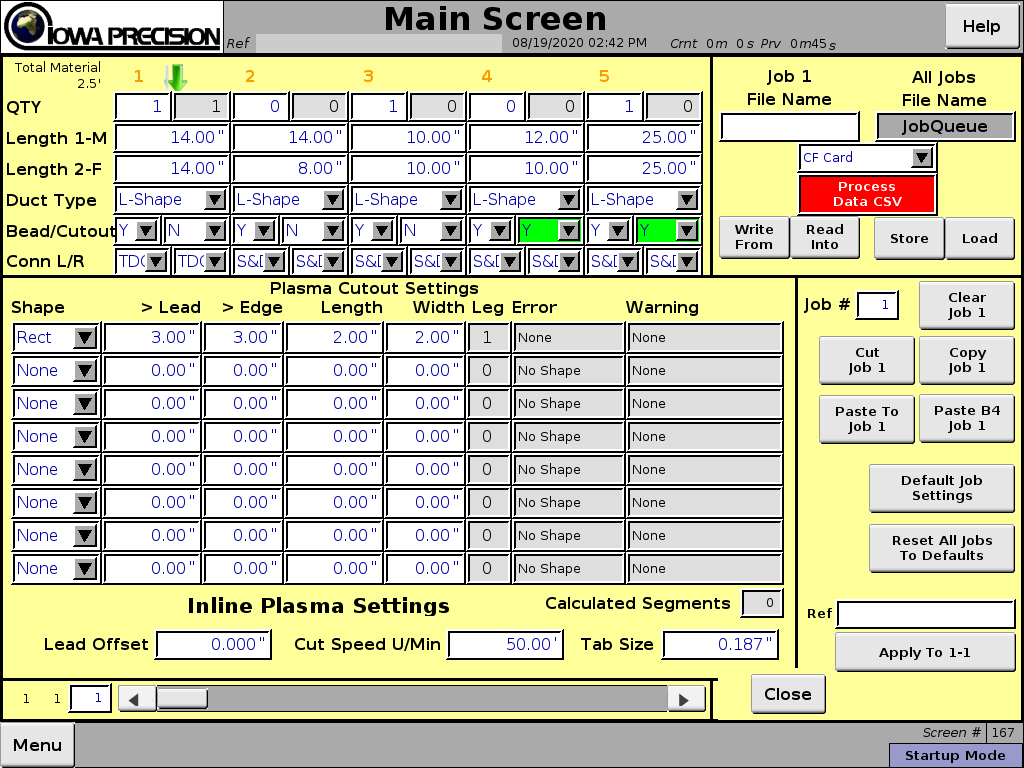 IOWA PRECISION
Main Screen
Help
Ref
08/19/2020 02:42 PM
Crnt 0m 0s Prv 0m45s
Total Material
2.5'
1 2 3 4 5
QTY 1 1 0 0 1 0 0 0 1 0
Length 1-M 14.00" 14.00" 10.00" 12.00" 25.00"
Length 2-F 14.00" 8.00" 10.00" 10.00" 25.00"
Duct Type L-Shape L-Shape L-Shape L-Shape L-Shape
Bead/Cutout Y N Y N Y N Y Y Y Y
Conn L/R TD TD S&D S&D S&D S&D S&D S&D S&D S&D
Job 1
File Name
All Jobs
File Name
JobQueue
CF Card
Process
Data CSV
Write
From
Read
Into
Store
Load
Plasma Cutout Settings
Shape > Lead > Edge Length Width Leg Error Warning
Rect 3.00" 3.00" 2.00" 2.00" 1 None None
None 0.00" 0.00" 0.00" 0.00" 0 No Shape None
None 0.00" 0.00" 0.00" 0.00" 0 No Shape None
None 0.00" 0.00" 0.00" 0.00" 0 No Shape None
None 0.00" 0.00" 0.00" 0.00" 0 No Shape None
None 0.00" 0.00" 0.00" 0.00" 0 No Shape None
None 0.00" 0.00" 0.00" 0.00" 0 No Shape None
None 0.00" 0.00" 0.00" 0.00" 0 No Shape None
Inline Plasma Settings
Calculated Segments 0
Lead Offset 0.000" Cut Speed U/Min 50.00' Tab Size 0.187"
Job # 1
Clear
Job 1
Cut
Job 1
Copy
Job 1
Paste To
Job 1
Paste B4
Job 1
Default Job
Settings
Reset All Jobs
To Defaults
Ref
Apply To 1-1
1 1 1
Close
Menu
Screen # 167
Startup Mode